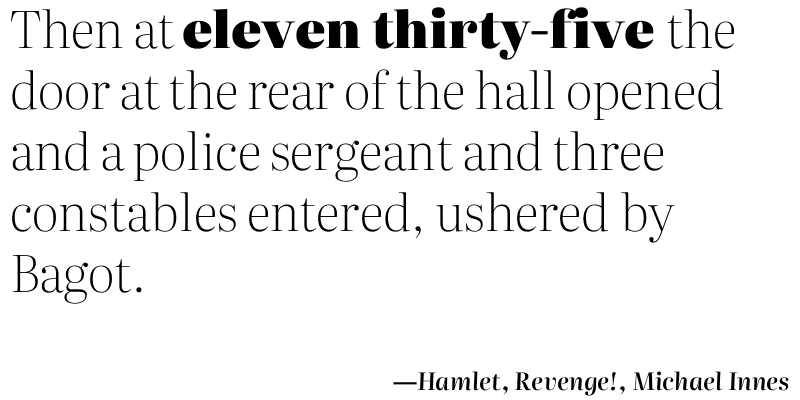 Then at eleven thirty-five the
door at the rear of the hall opened
and a police sergeant and three
constables entered, ushered by
Bagot.
—Hamlet, Revenge!, Michael Innes